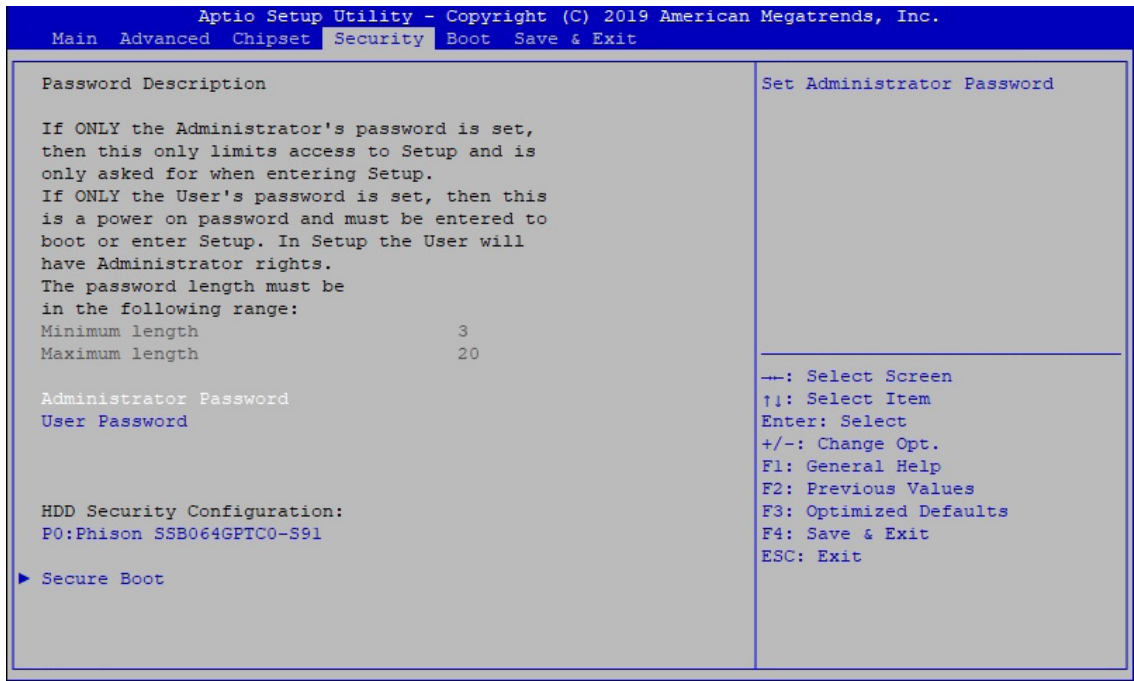 Aptio Setup Utility - Copyright (C) 2019 American Megatrends, Inc.
Main Advanced Chipset Security Boot Save & Exit
Password Description
If ONLY the Administrator's password is set,
then this only limits access to Setup and is
only asked for when entering Setup.
If ONLY the User's password is set, then this
is a power on password and must be entered to
boot or enter Setup. In Setup the User will
have Administrator rights.
The password length must be
in the following range:
Minimum length 3
Maximum length 20
Administrator Password
User Password
HDD Security Configuration:
P0:Phison SSB064GPTC0-S91
► Secure Boot
Set Administrator Password
→←: Select Screen
↑↓: Select Item
Enter: Select
+/-: Change Opt.
F1: General Help
F2: Previous Values
F3: Optimized Defaults
F4: Save & Exit
ESC: Exit